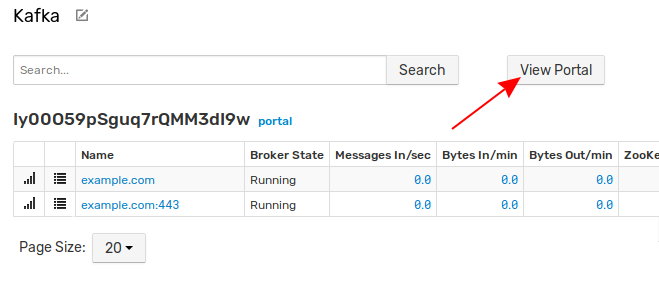 Kafka
Search... Search View Portal
Iy00O59pSguq7rQMM3dI9w portal
Name Broker State Messages In/sec Bytes In/min Bytes Out/min ZooKe
example.com Running 0.0 0.0 0.0
example.com:443 Running 0.0 0.0 0.0
Page Size: 20